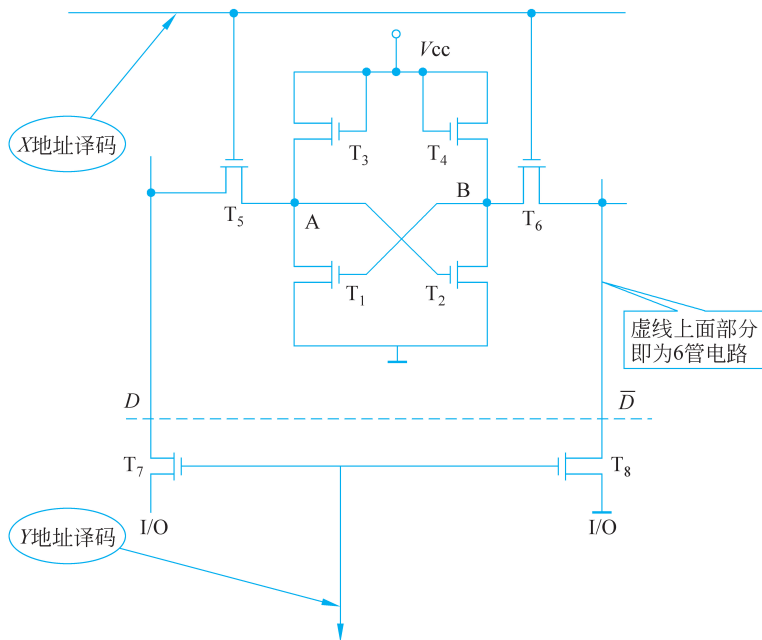 Vcc
X地址译码
T3
T4
B
T5
A
T6
T1
T2
虚线上面部分
即为6管电路
D
D̅
T7
T8
I/O
I/O
Y地址译码